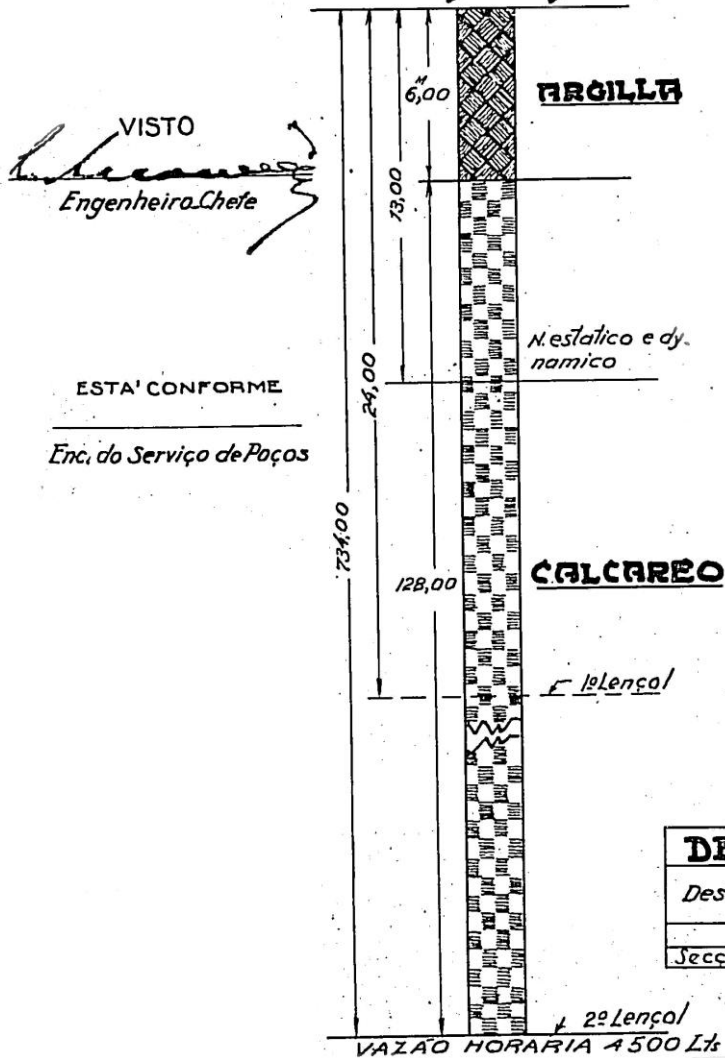 M
6,00
ARGILLA
VISTO
Engenheiro Chefe
13,00
N. estatico e dy-
namico
ESTA' CONFORME
24,00
Enc. do Serviço de Poços
134,00
128,00
CALCAREO
1º Lençol
DE
Des
Secç
2º Lençol
VAZÃO HORARIA 4500 Lts